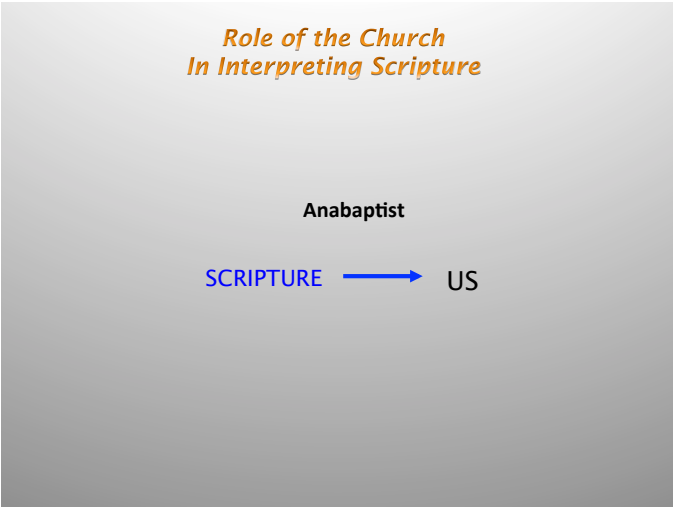 Role of the Church
In Interpreting Scripture
Anabaptist
SCRIPTURE US